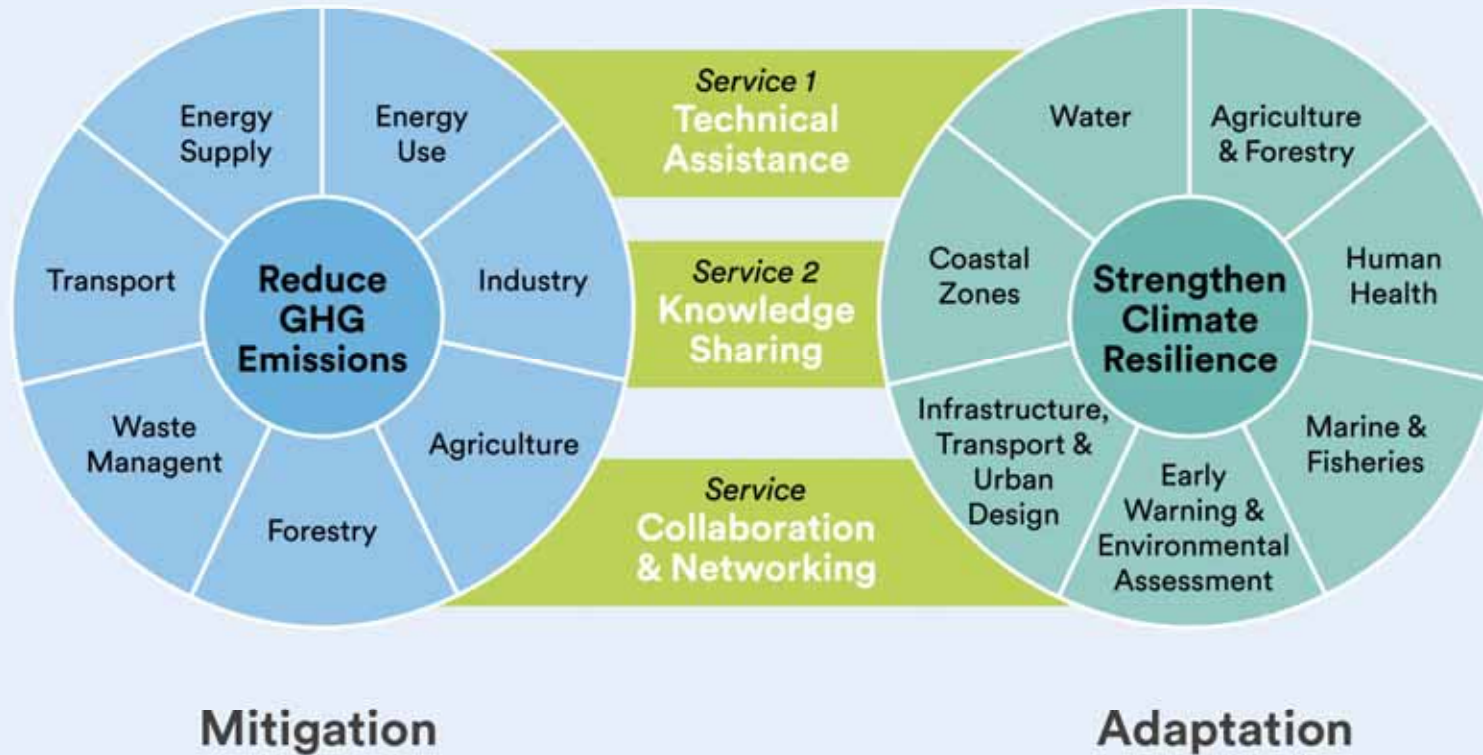 Energy
Supply
Energy
Use
Transport
Reduce
GHG
Emissions
Industry
Waste
Managent
Agriculture
Forestry
Service 1
Technical
Assistance
Service 2
Knowledge
Sharing
Service
Collaboration
& Networking
Water
Agriculture
& Forestry
Coastal
Zones
Strengthen
Climate
Resilience
Human
Health
Infrastructure,
Transport &
Urban
Design
Early
Warning &
Environmental
Assessment
Marine &
Fisheries
Mitigation
Adaptation